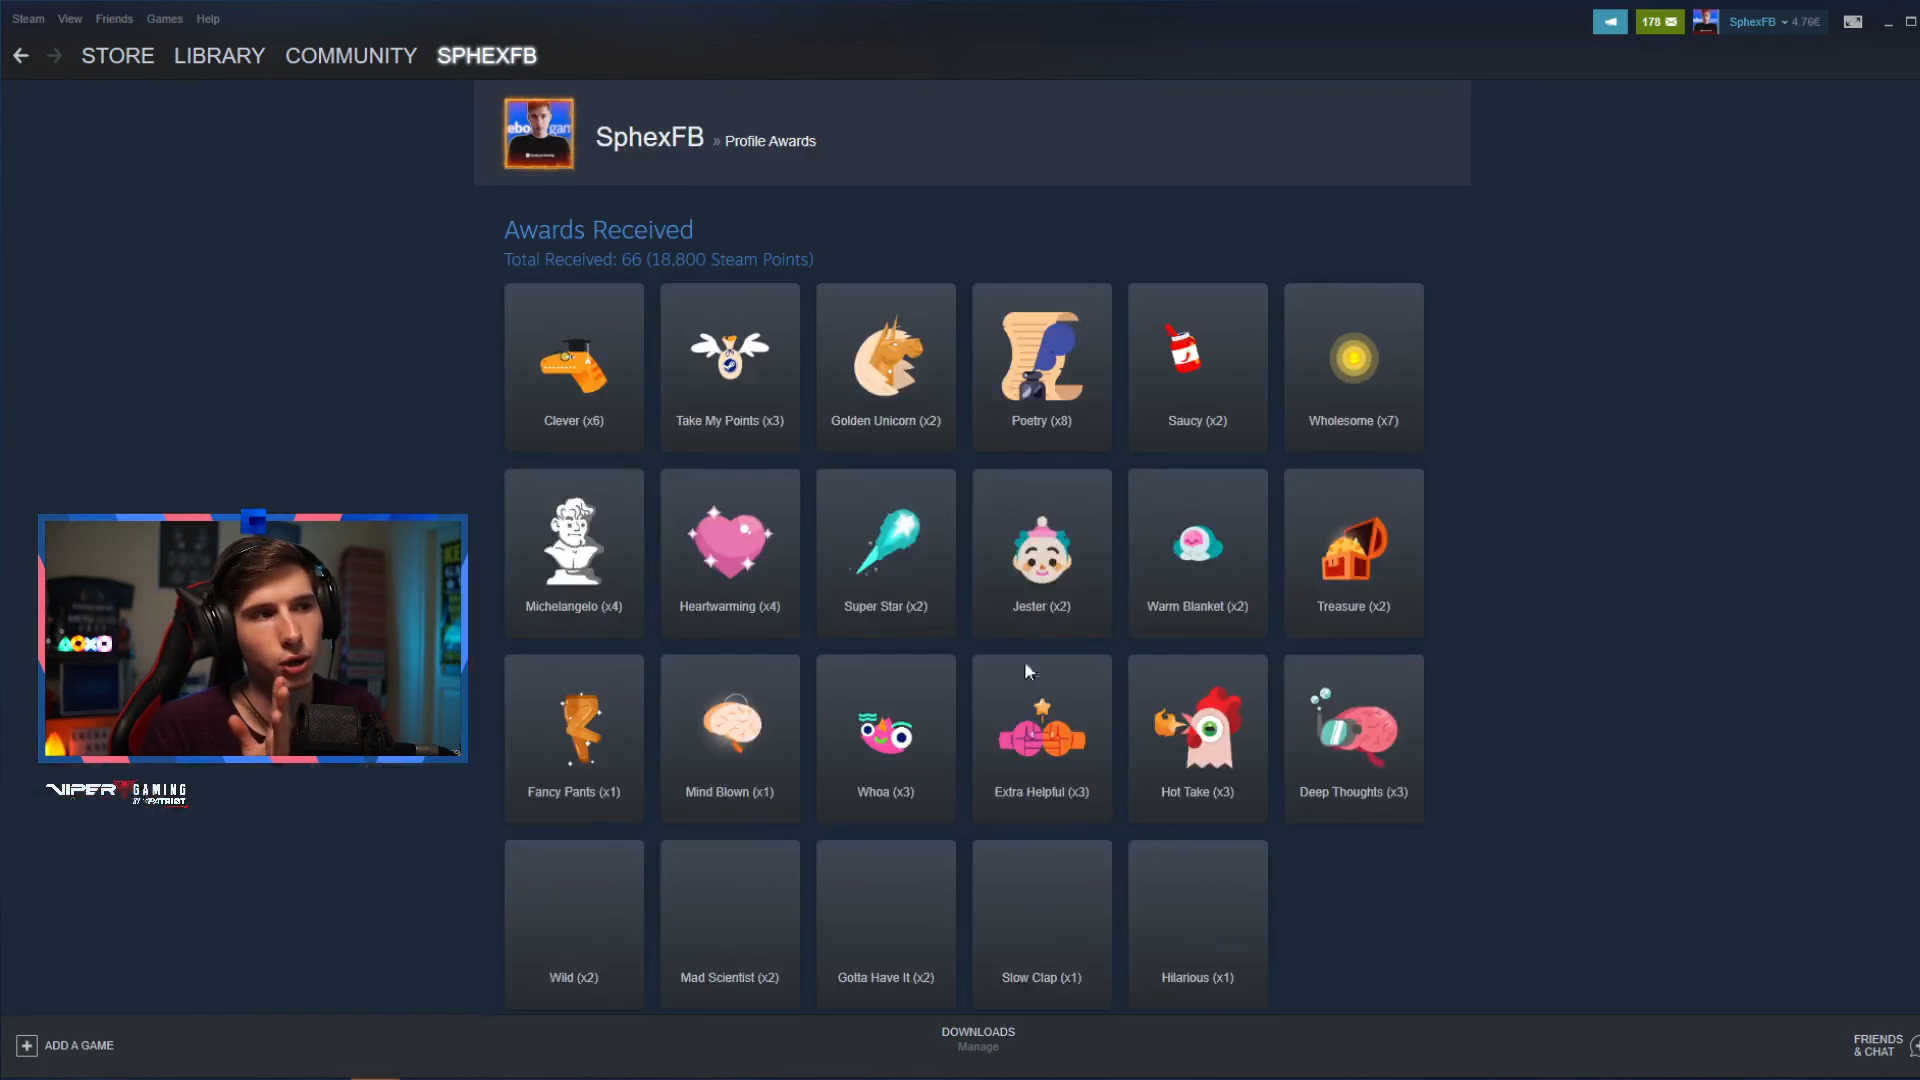 Steam View Friends Games Help
178
SphexFB 4.76€
STORE LIBRARY COMMUNITY SPHEXFB
SphexFB » Profile Awards
Awards Received
Total Received: 66 (18,800 Steam Points)
Clever (x6)
Take My Points (x3)
Golden Unicorn (x2)
Poetry (x8)
Saucy (x2)
Wholesome (x7)
Michelangelo (x4)
Heartwarming (x4)
Super Star (x2)
Jester (x2)
Warm Blanket (x2)
Treasure (x2)
Fancy Pants (x1)
Mind Blown (x1)
Whoa (x3)
Extra Helpful (x3)
Hot Take (x3)
Deep Thoughts (x3)
VIPER GAMING
BY PATRIOT
Wild (x2)
Mad Scientist (x2)
Gotta Have It (x2)
Slow Clap (x1)
Hilarious (x1)
ADD A GAME
DOWNLOADS
Manage
FRIENDS
& CHAT